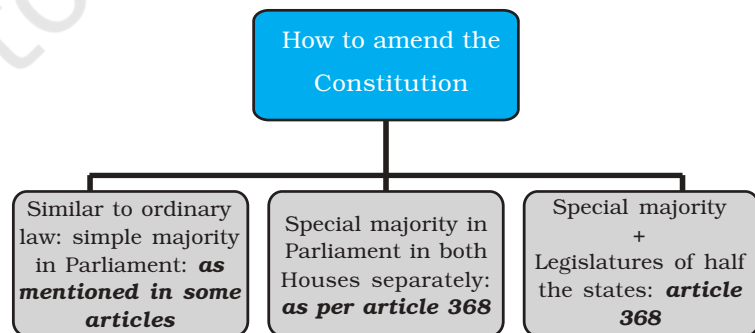 How to amend the
Constitution
Similar to ordinary
law: simple majority
in Parliament: as
mentioned in some
articles
Special majority in
Parliament in both
Houses separately:
as per article 368
Special majority
+
Legislatures of half
the states: article
368